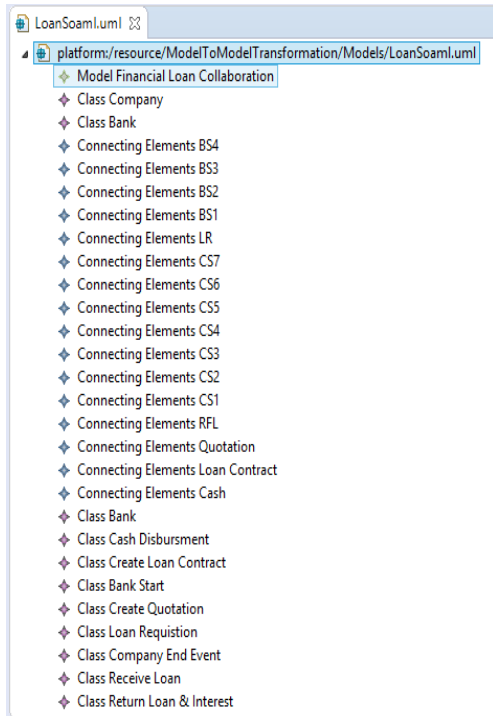 LoanSoaml.uml
platform:/resource/ModelToModelTransformation/Models/LoanSoaml.uml
Model Financial Loan Collaboration
Class Company
Class Bank
Connecting Elements BS4
Connecting Elements BS3
Connecting Elements BS2
Connecting Elements BS1
Connecting Elements LR
Connecting Elements CS7
Connecting Elements CS6
Connecting Elements CS5
Connecting Elements CS4
Connecting Elements CS3
Connecting Elements CS2
Connecting Elements CS1
Connecting Elements RFL
Connecting Elements Quotation
Connecting Elements Loan Contract
Connecting Elements Cash
Class Bank
Class Cash Disbursment
Class Create Loan Contract
Class Bank Start
Class Create Quotation
Class Loan Requistion
Class Company End Event
Class Receive Loan
Class Return Loan & Interest